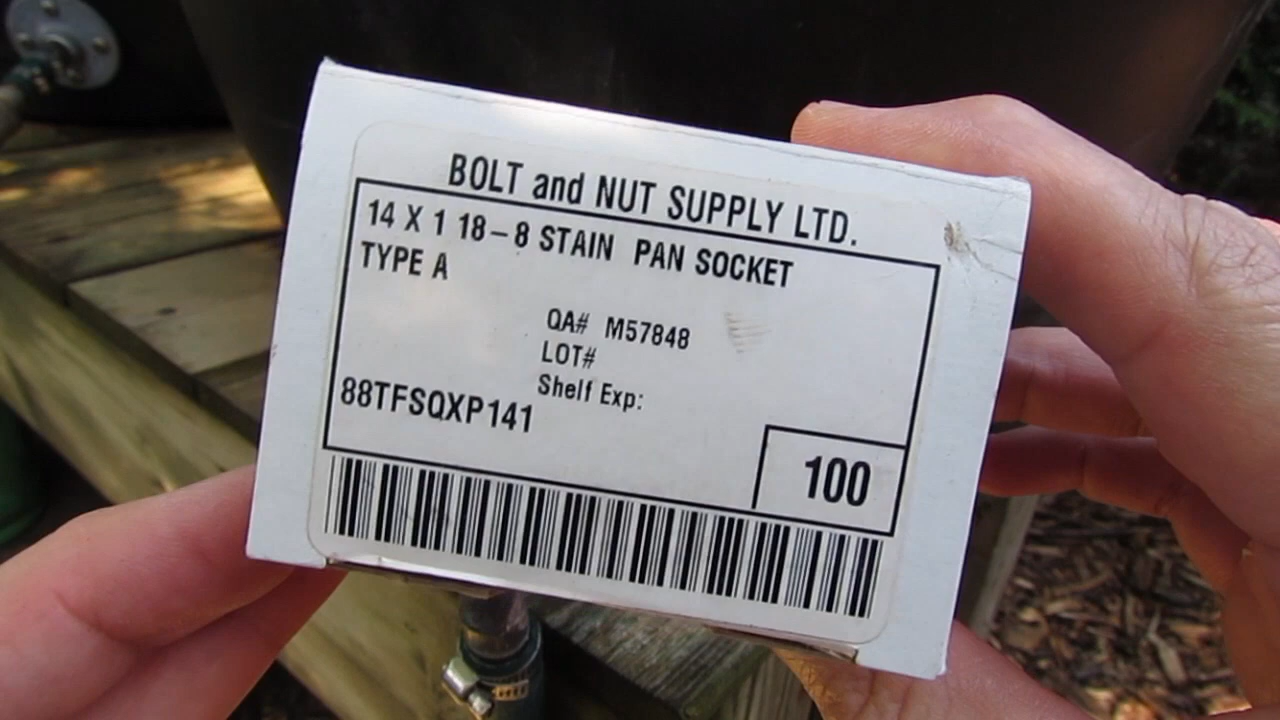 BOLT and NUT SUPPLY LTD.
14 X 1 18-8 STAIN PAN SOCKET
TYPE A
QA# M57848
LOT#
Shelf Exp:
88TFSQXP141
100